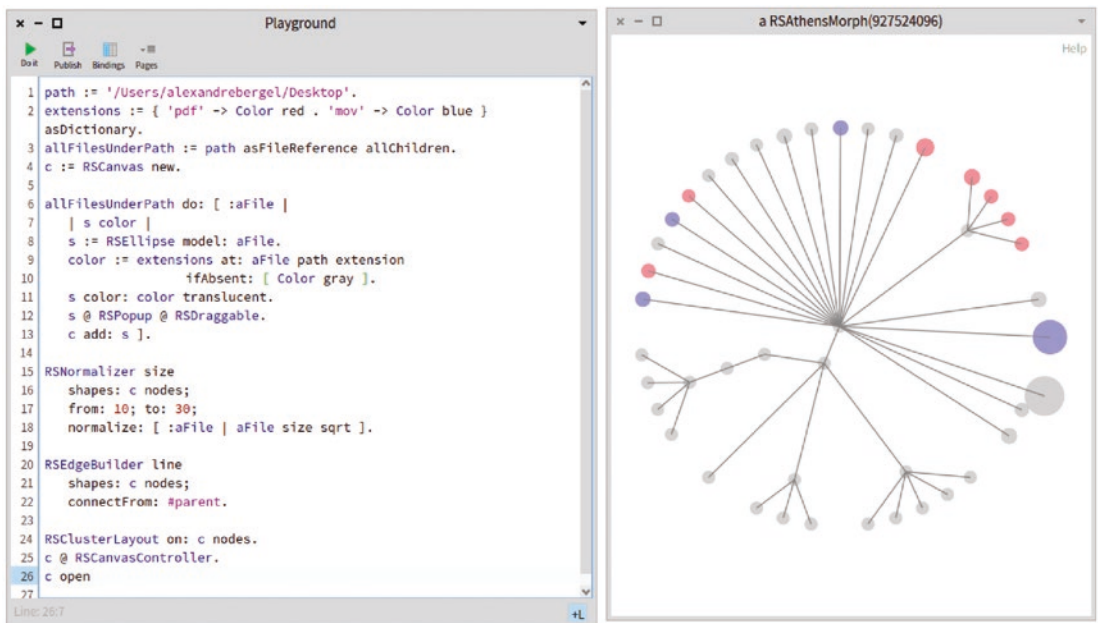 Playground
Do it Publish Bindings Pages
1 path := '/Users/alexandrebergel/Desktop'.
2 extensions := { 'pdf' -> Color red . 'mov' -> Color blue }
asDictionary.
3 allFilesUnderPath := path asFileReference allChildren.
4 c := RSCanvas new.
5
6 allFilesUnderPath do: [ :aFile |
7 | s color |
8 s := RSEllipse model: aFile.
9 color := extensions at: aFile path extension
10 ifAbsent: [ Color gray ].
11 s color: color translucent.
12 s @ RSPopup @ RSDraggable.
13 c add: s ].
14
15 RSNormalizer size
16 shapes: c nodes;
17 from: 10; to: 30;
18 normalize: [ :aFile | aFile size sqrt ].
19
20 RSEdgeBuilder line
21 shapes: c nodes;
22 connectFrom: #parent.
23
24 RSClusterLayout on: c nodes.
25 c @ RSCanvasController.
26 c open
27
Line: 26:7
+L
a RSAthensMorph(927524096)
Help